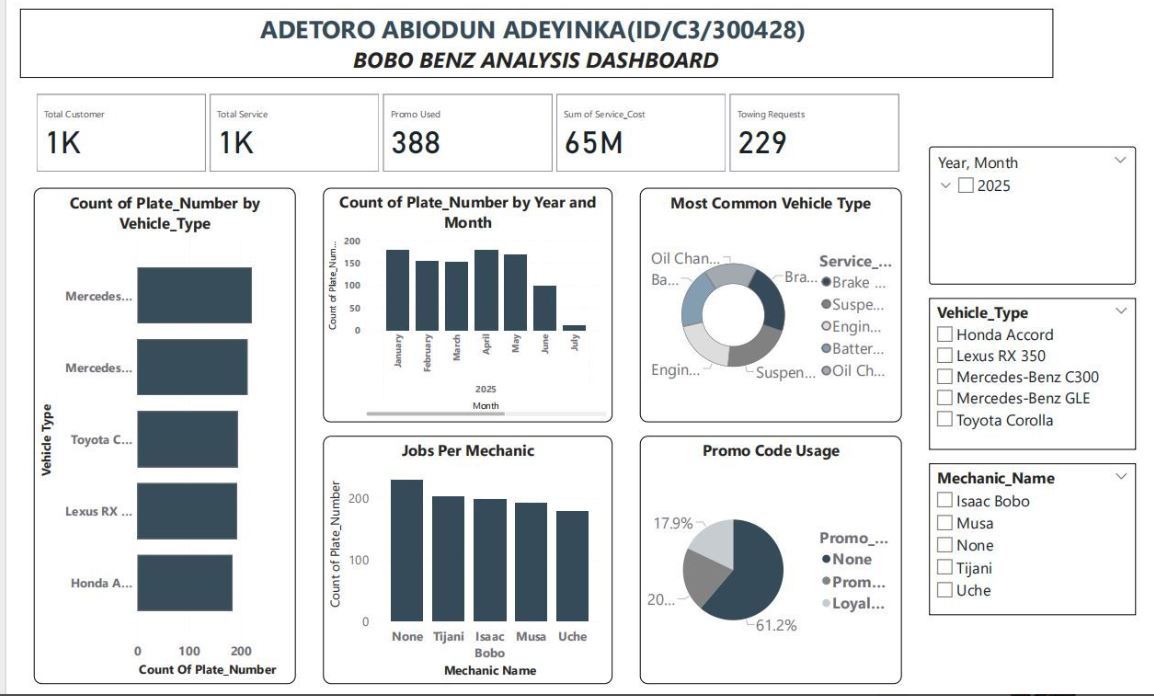 ADETORO ABIODUN ADEYINKA(ID/C3/300428)
BOBO BENZ ANALYSIS DASHBOARD
Total Customer
1K
Total Service
1K
Promo Used
388
Sum of Service_Cost
65M
Towing Requests
229
Year, Month
2025
Count of Plate_Number by
Vehicle_Type
Vehicle Type
Mercedes...
Mercedes...
Toyota C...
Lexus RX ...
Honda A...
0 100 200
Count Of Plate_Number
Count of Plate_Number by Year and
Month
Count of Plate_Num...
200
150
100
50
0
January
February
March
April
May
June
July
2025
Month
Most Common Vehicle Type
Oil Chan...
Ba...
Bra...
Engin...
Suspen...
Service_...
Brake ...
Suspe...
Engin...
Batter...
Oil Ch...
Vehicle_Type
Honda Accord
Lexus RX 350
Mercedes-Benz C300
Mercedes-Benz GLE
Toyota Corolla
Jobs Per Mechanic
Count of Plate_Number
200
100
0
None Tijani Isaac Bobo Musa Uche
Mechanic Name
Promo Code Usage
17.9%
20...
61.2%
Promo_...
None
Prom...
Loyal...
Mechanic_Name
Isaac Bobo
Musa
None
Tijani
Uche